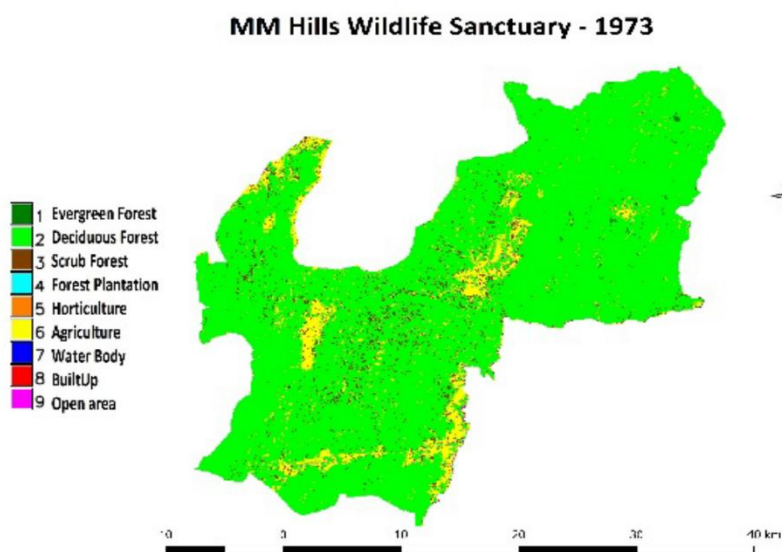 MM Hills Wildlife Sanctuary - 1973
1 Evergreen Forest
2 Deciduous Forest
3 Scrub Forest
4 Forest Plantation
5 Horticulture
6 Agriculture
7 Water Body
8 BuiltUp
9 Open area
10 0 10 20 30 40 km